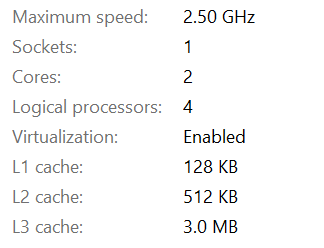 Maximum speed: 2.50 GHz
Sockets: 1
Cores: 2
Logical processors: 4
Virtualization: Enabled
L1 cache: 128 KB
L2 cache: 512 KB
L3 cache: 3.0 MB